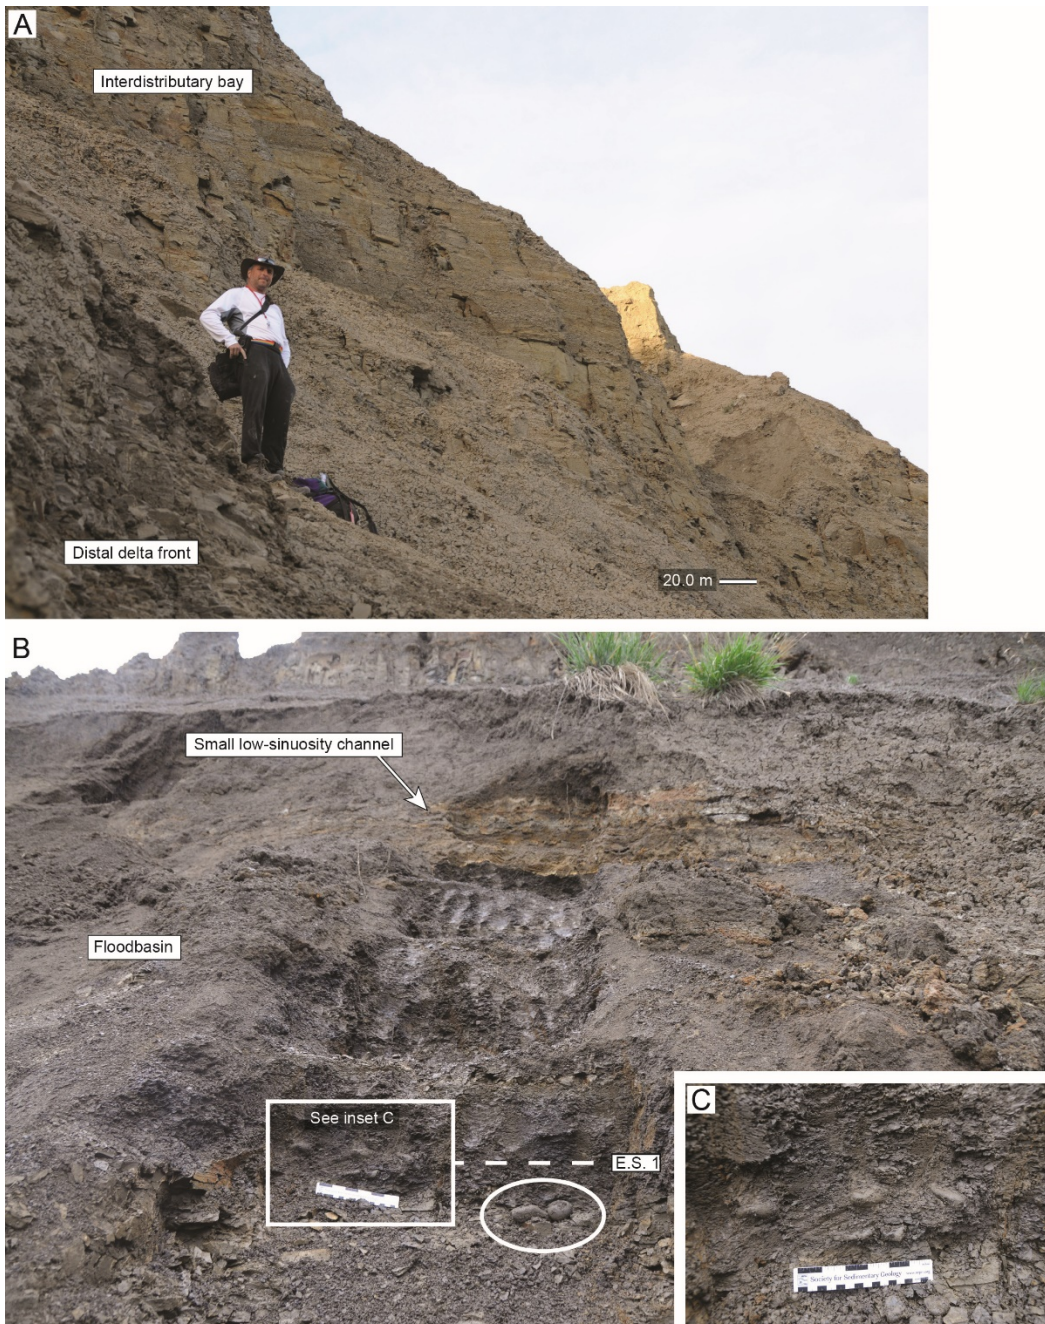 A
Interdistributary bay
Distal delta front
20.0 m
B
Small low-sinuosity channel
Floodbasin
See inset C
E.S. 1
C
Society for Sedimentary Geology